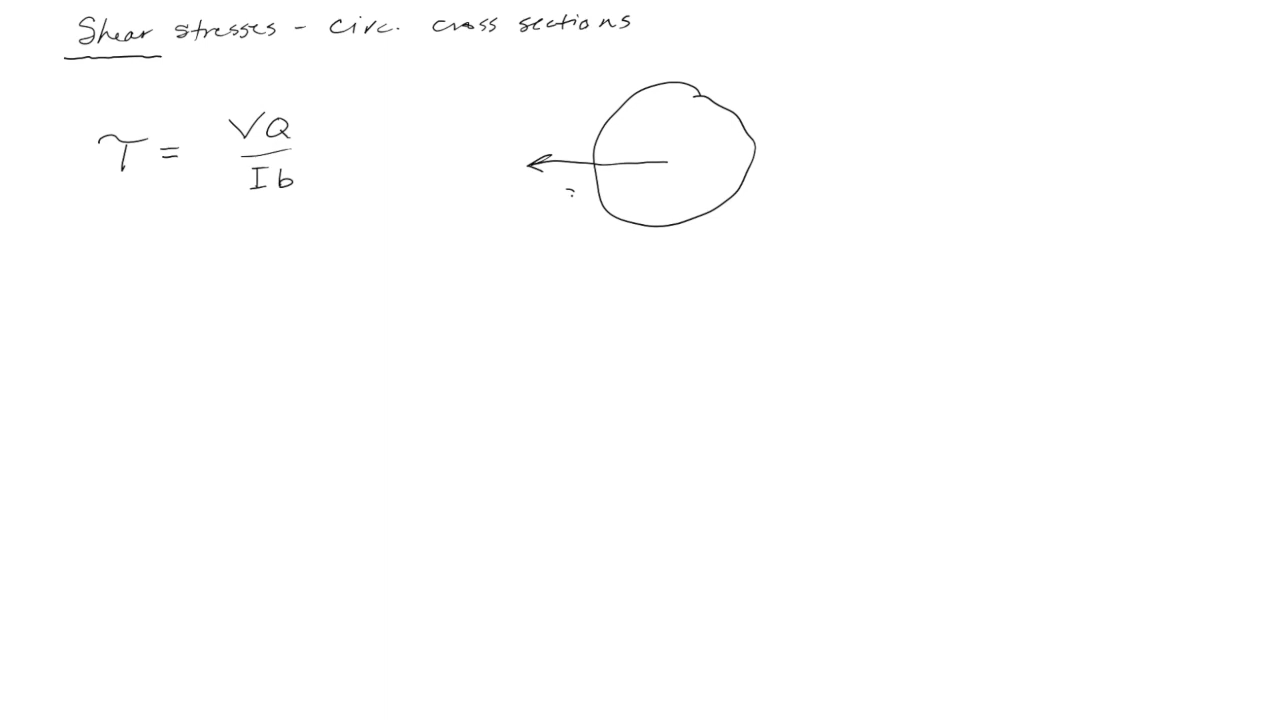 Shear stresses - circ. cross sections
τ = VQ / Ib